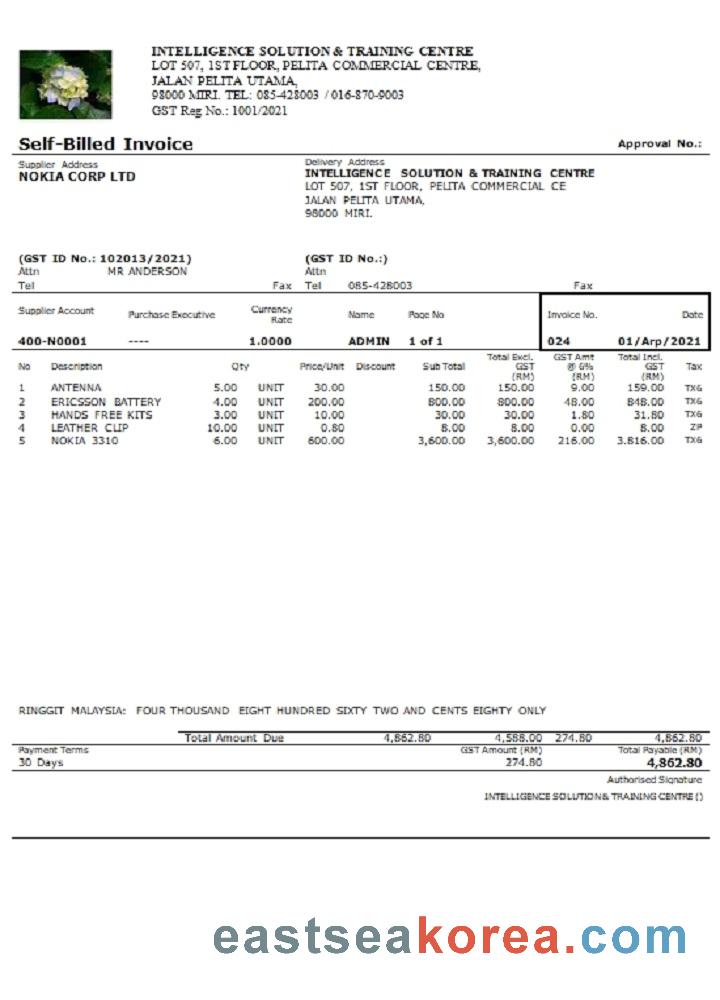 INTELLIGENCE SOLUTION & TRAINING CENTRE
LOT 507, 1ST FLOOR, PELITA COMMERCIAL CENTRE,
JALAN PELITA UTAMA,
98000 MIRI. TEL: 085-428003 / 016-870-9003
GST Reg No.: 1001/2021
Self-Billed Invoice Approval No.:
Supplier Address Delivery Address
NOKIA CORP LTD INTELLIGENCE SOLUTION & TRAINING CENTRE
LOT 507, 1ST FLOOR, PELITA COMMERCIAL CE
JALAN PELITA UTAMA,
98000 MIRI.
(GST ID No.: 102013/2021) (GST ID No.:)
Attn MR ANDERSON Attn
Tel Fax Tel 085-428003 Fax
Supplier Account Purchase Executive Currency Rate Name Page No Invoice No. Date
400-N0001 ---- 1.0000 ADMIN 1 of 1 024 01/Arp/2021
No Description Qty Price/Unit Discount Sub Total Total Excl. GST (RM) GST Amt @ 6% (RM) Total Incl. GST (RM) Tax
1 ANTENNA 5.00 UNIT 30.00 150.00 150.00 9.00 159.00 TX6
2 ERICSSON BATTERY 4.00 UNIT 200.00 800.00 800.00 48.00 848.00 TX6
3 HANDS FREE KITS 3.00 UNIT 10.00 30.00 30.00 1.80 31.80 TX6
4 LEATHER CLIP 10.00 UNIT 0.80 8.00 8.00 0.00 8.00 ZP
5 NOKIA 3310 6.00 UNIT 600.00 3,600.00 3,600.00 216.00 3.816.00 TX6
RINGGIT MALAYSIA: FOUR THOUSAND EIGHT HUNDRED SIXTY TWO AND CENTS EIGHTY ONLY
Total Amount Due 4,862.80 4,588.00 274.80 4,862.80
Payment Terms GST Amount (RM) Total Payable (RM)
30 Days 274.80 4,862.80
Authorised Signature
INTELLIGENCE SOLUTION & TRAINING CENTRE ()
eastseakorea.com